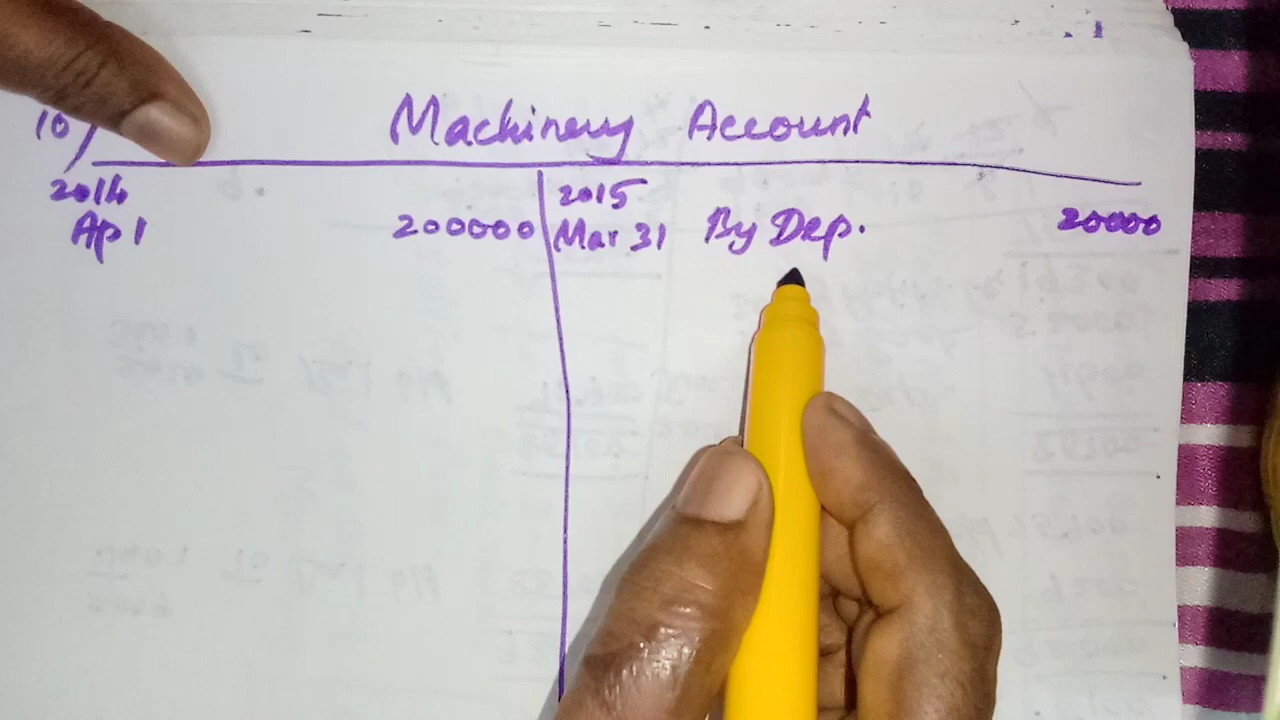 Machinery Account
10/
2014
Ap 1 200000
2015
Mar 31 By Dep. 20000